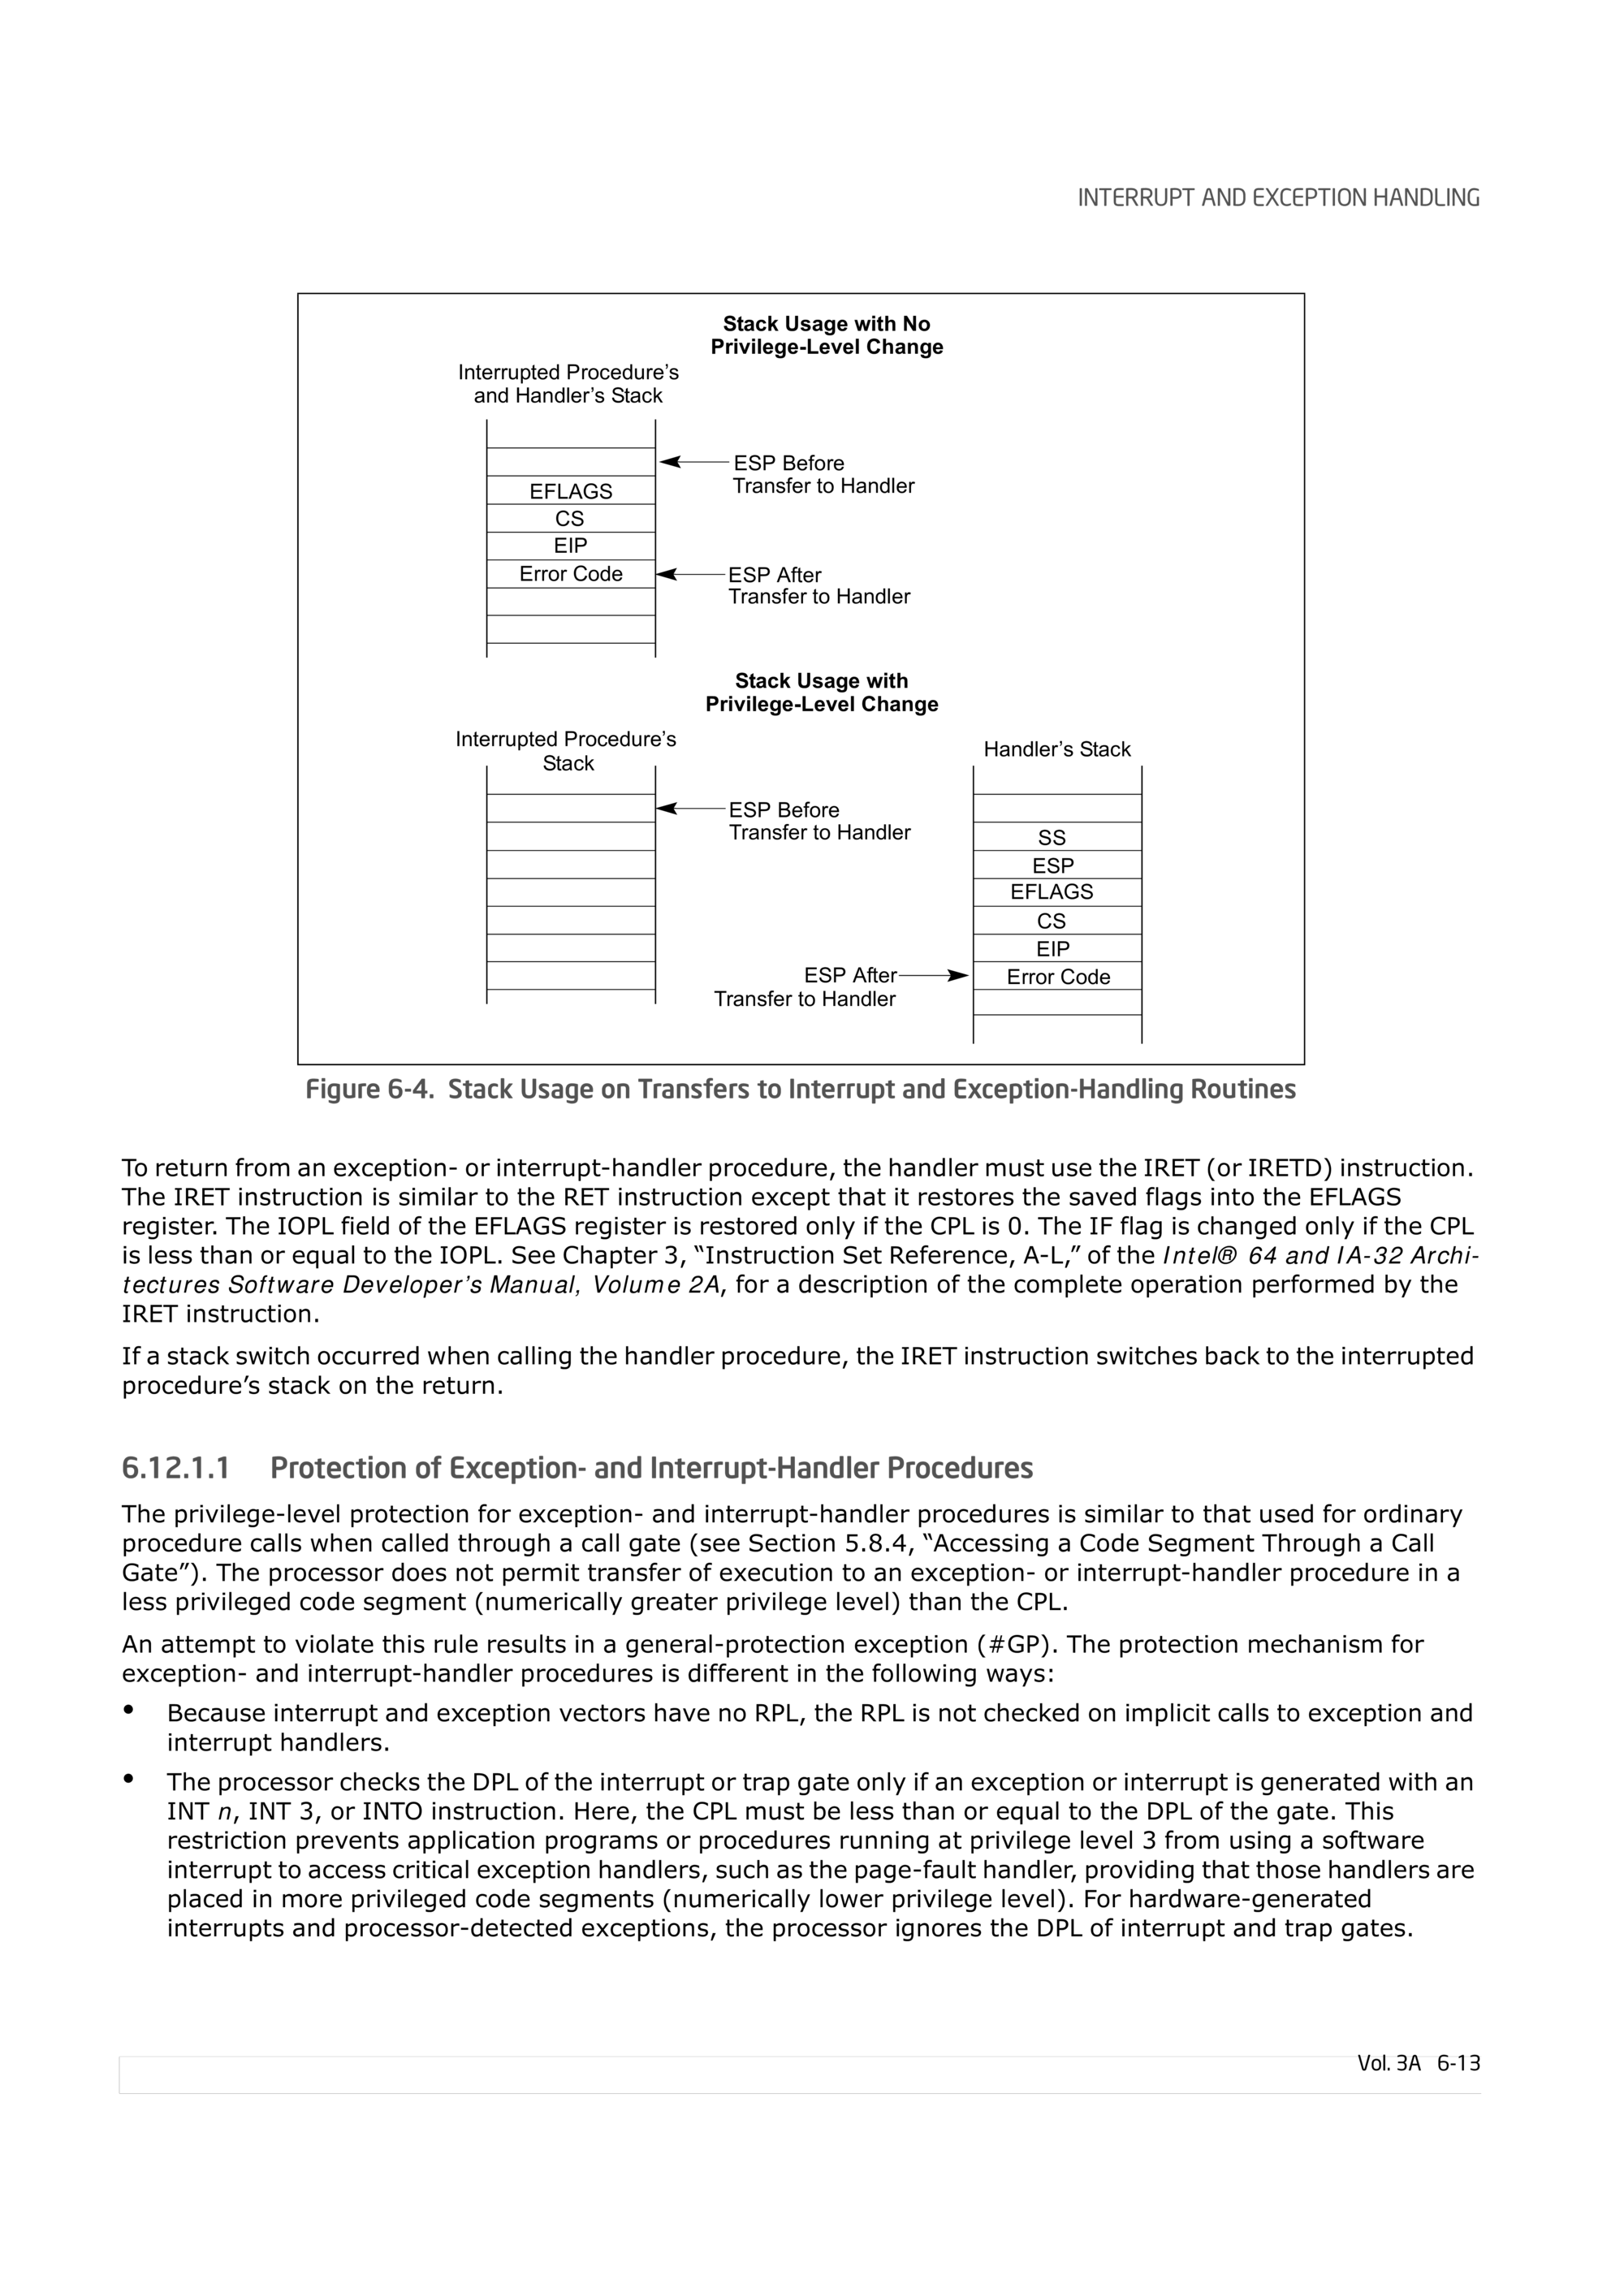 INTERRUPT AND EXCEPTION HANDLING
Stack Usage with No
Privilege-Level Change
Interrupted Procedure’s
and Handler’s Stack
ESP Before
Transfer to Handler
EFLAGS
CS
EIP
Error Code
ESP After
Transfer to Handler
Stack Usage with
Privilege-Level Change
Interrupted Procedure’s
Stack
Handler’s Stack
ESP Before
Transfer to Handler
SS
ESP
EFLAGS
CS
EIP
ESP After
Transfer to Handler
Error Code
Figure 6-4. Stack Usage on Transfers to Interrupt and Exception-Handling Routines
To return from an exception- or interrupt-handler procedure, the handler must use the IRET (or IRETD) instruction.
The IRET instruction is similar to the RET instruction except that it restores the saved flags into the EFLAGS
register. The IOPL field of the EFLAGS register is restored only if the CPL is 0. The IF flag is changed only if the CPL
is less than or equal to the IOPL. See Chapter 3, “Instruction Set Reference, A-L,” of the Intel® 64 and IA-32 Archi-
tectures Software Developer’s Manual, Volume 2A, for a description of the complete operation performed by the
IRET instruction.
If a stack switch occurred when calling the handler procedure, the IRET instruction switches back to the interrupted
procedure’s stack on the return.
6.12.1.1 Protection of Exception- and Interrupt-Handler Procedures
The privilege-level protection for exception- and interrupt-handler procedures is similar to that used for ordinary
procedure calls when called through a call gate (see Section 5.8.4, “Accessing a Code Segment Through a Call
Gate”). The processor does not permit transfer of execution to an exception- or interrupt-handler procedure in a
less privileged code segment (numerically greater privilege level) than the CPL.
An attempt to violate this rule results in a general-protection exception (#GP). The protection mechanism for
exception- and interrupt-handler procedures is different in the following ways:
• Because interrupt and exception vectors have no RPL, the RPL is not checked on implicit calls to exception and
interrupt handlers.
• The processor checks the DPL of the interrupt or trap gate only if an exception or interrupt is generated with an
INT n, INT 3, or INTO instruction. Here, the CPL must be less than or equal to the DPL of the gate. This
restriction prevents application programs or procedures running at privilege level 3 from using a software
interrupt to access critical exception handlers, such as the page-fault handler, providing that those handlers are
placed in more privileged code segments (numerically lower privilege level). For hardware-generated
interrupts and processor-detected exceptions, the processor ignores the DPL of interrupt and trap gates.
Vol. 3A 6-13